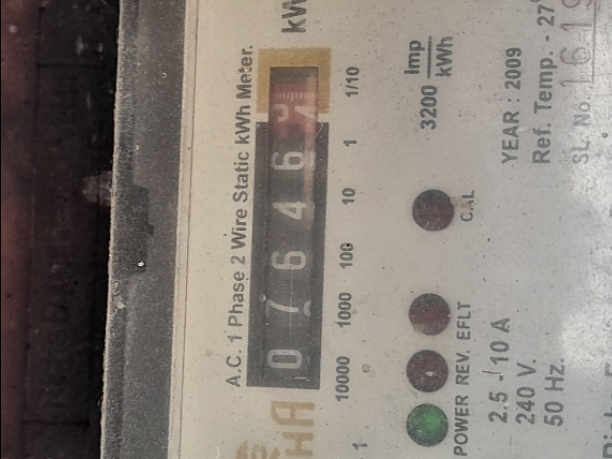 kW
A.C. 1 Phase 2 Wire Static kWh Meter.
0 7 6 4 6
10000 1000 100 10 1 1/10
3200 Imp
kWh
POWER REV. EFLT CAL
YEAR : 2009
2.5 - 10 A
Ref. Temp. - 27°
240 V.
SL. No. 1619
50 Hz.